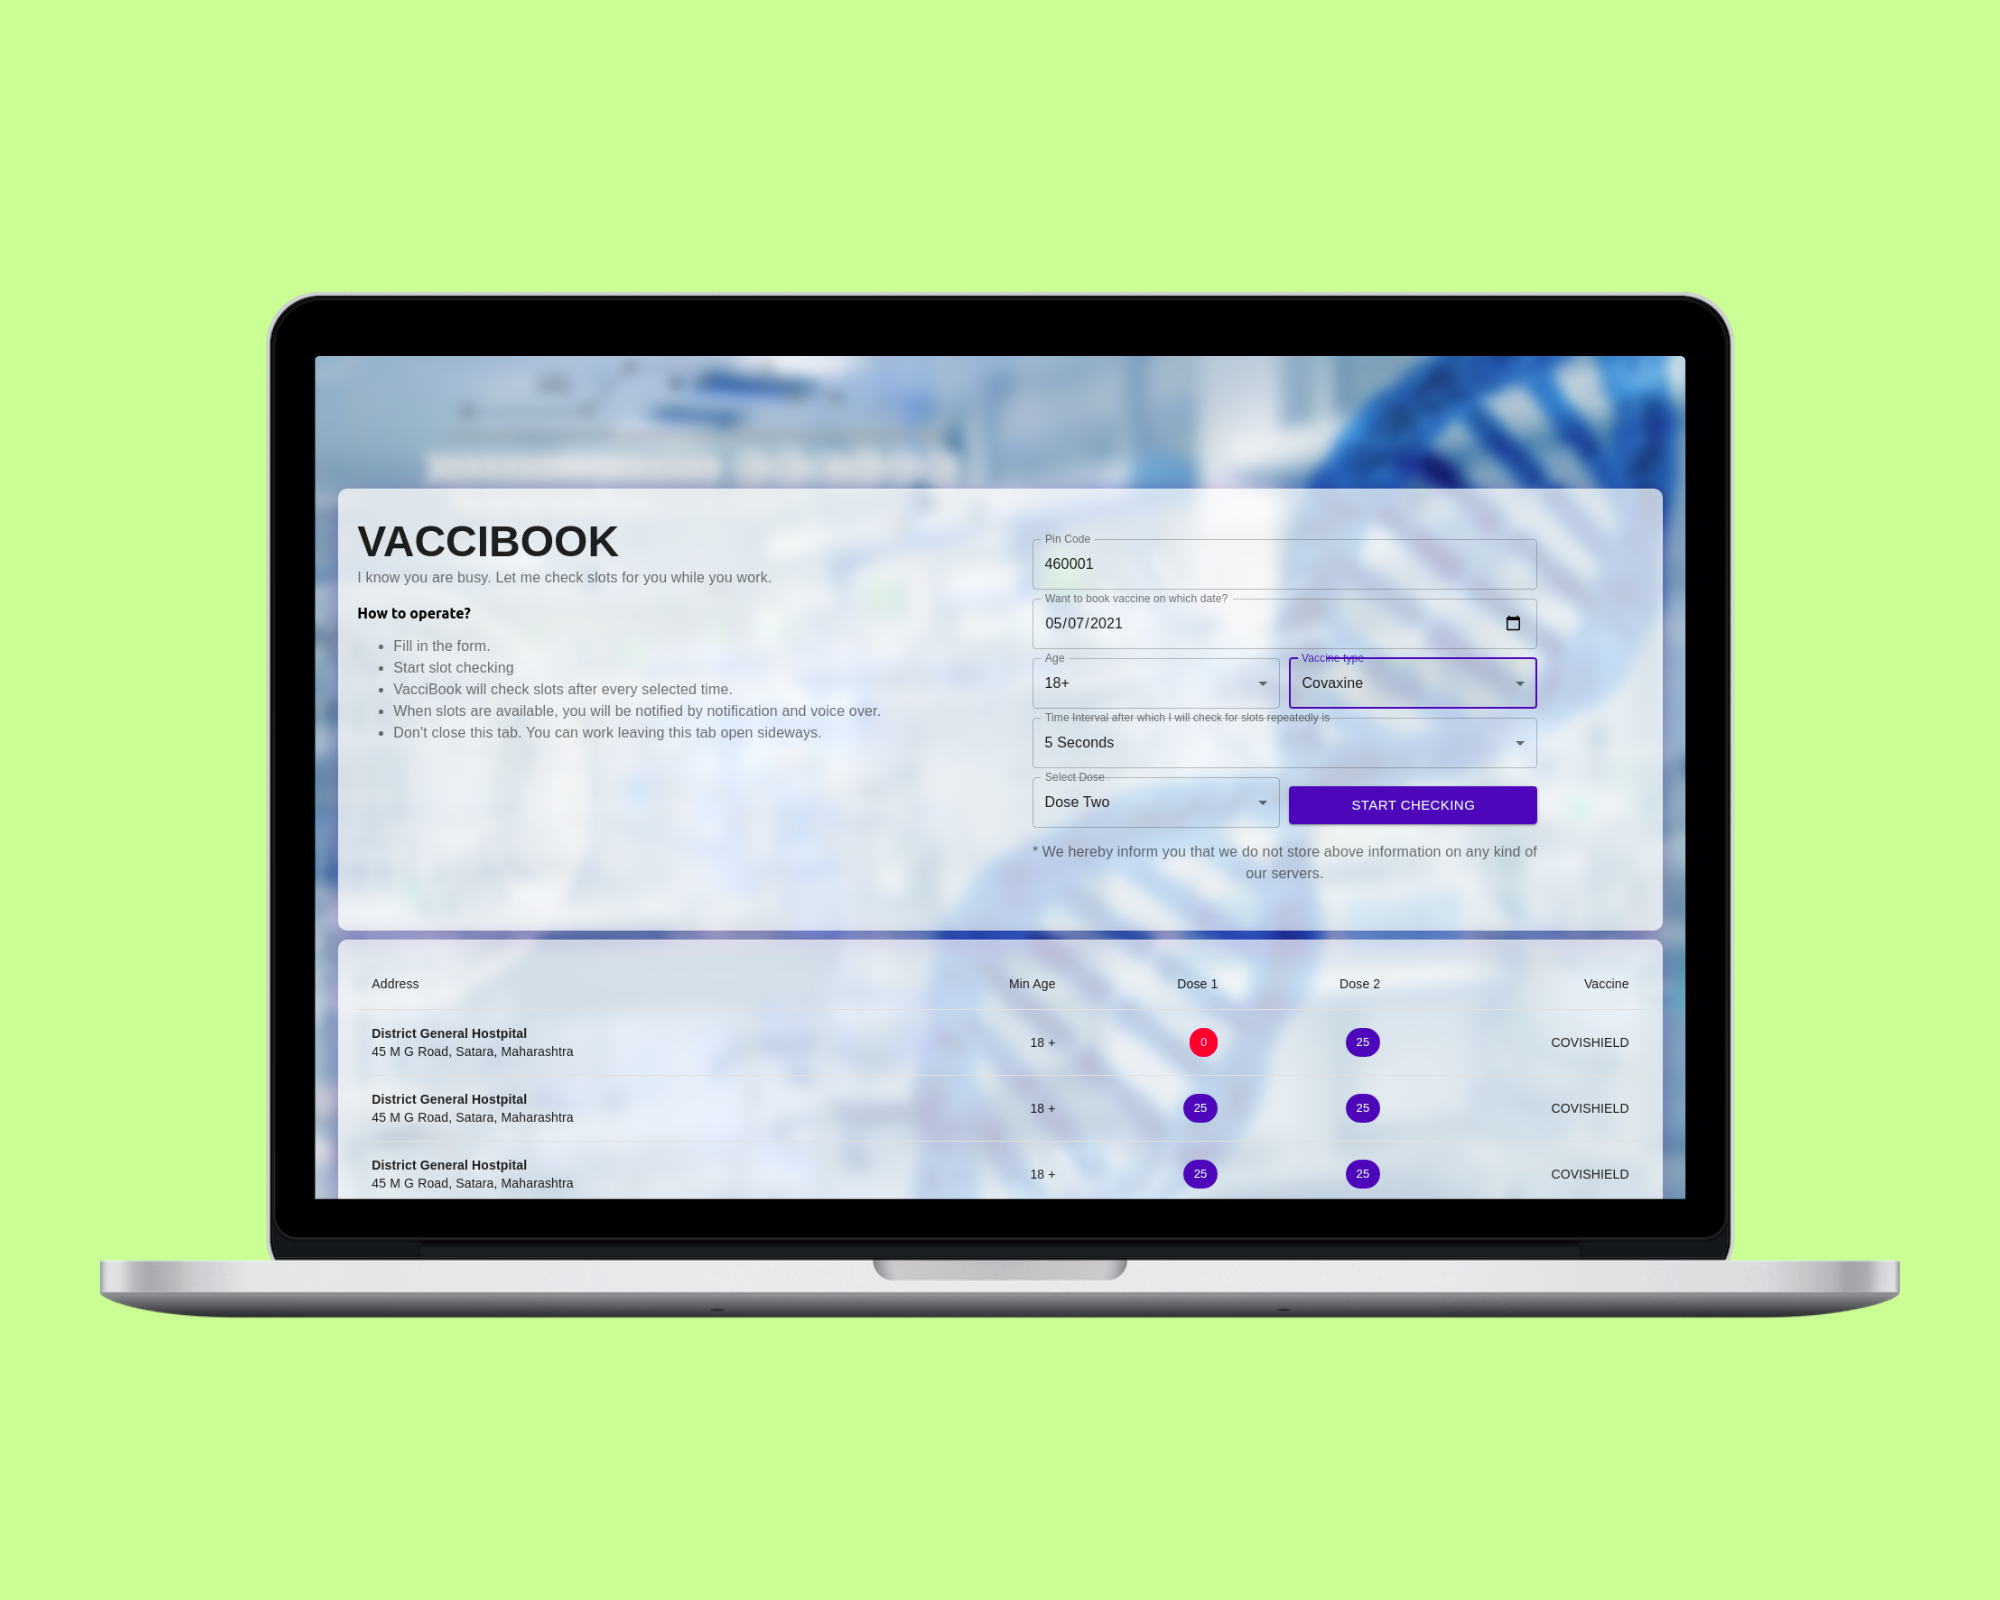 VACCIBOOK
I know you are busy. Let me check slots for you while you work.
How to operate?
Fill in the form.
Start slot checking
VacciBook will check slots after every selected time.
When slots are available, you will be notified by notification and voice over.
Don't close this tab. You can work leaving this tab open sideways.
Pin Code
460001
Want to book vaccine on which date?
05/07/2021
Age
18+
Vaccine type
Covaxine
Time Interval after which I will check for slots repeatedly is
5 Seconds
Select Dose
Dose Two
START CHECKING
* We hereby inform you that we do not store above information on any kind of
our servers.
Address Min Age Dose 1 Dose 2 Vaccine
District General Hostpital
45 M G Road, Satara, Maharashtra
18 + 0 25 COVISHIELD
District General Hostpital
45 M G Road, Satara, Maharashtra
18 + 25 25 COVISHIELD
District General Hostpital
45 M G Road, Satara, Maharashtra
18 + 25 25 COVISHIELD